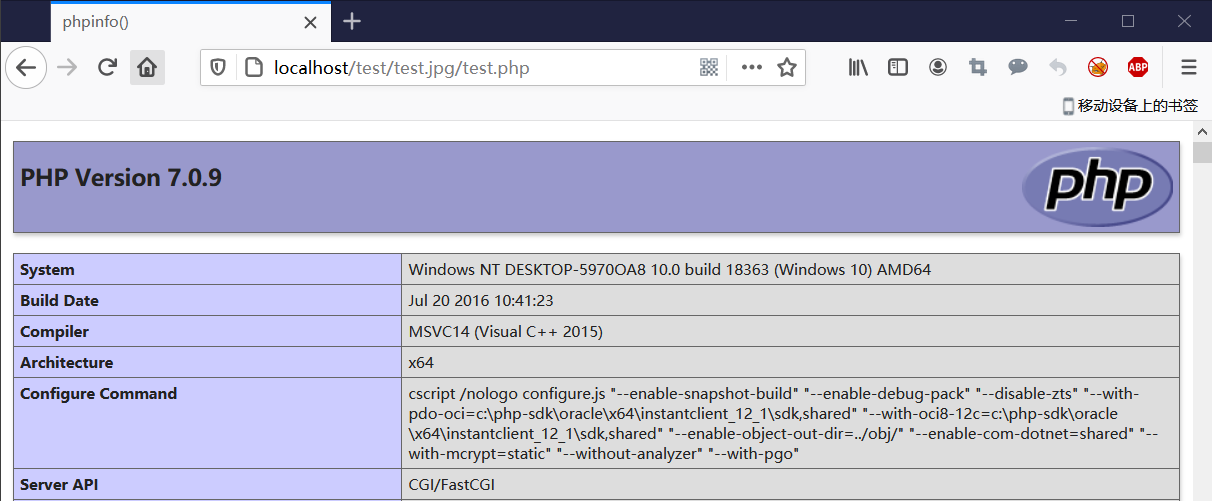 phpinfo()
localhost/test/test.jpg/test.php
ABP
移动设备上的书签
PHP Version 7.0.9
php
System Windows NT DESKTOP-5970OA8 10.0 build 18363 (Windows 10) AMD64
Build Date Jul 20 2016 10:41:23
Compiler MSVC14 (Visual C++ 2015)
Architecture x64
Configure Command cscript /nologo configure.js "--enable-snapshot-build" "--enable-debug-pack" "--disable-zts" "--with-
pdo-oci=c:\php-sdk\oracle\x64\instantclient_12_1\sdk,shared" "--with-oci8-12c=c:\php-sdk\oracle
\x64\instantclient_12_1\sdk,shared" "--enable-object-out-dir=../obj/" "--enable-com-dotnet=shared" "--
with-mcrypt=static" "--without-analyzer" "--with-pgo"
Server API CGI/FastCGI